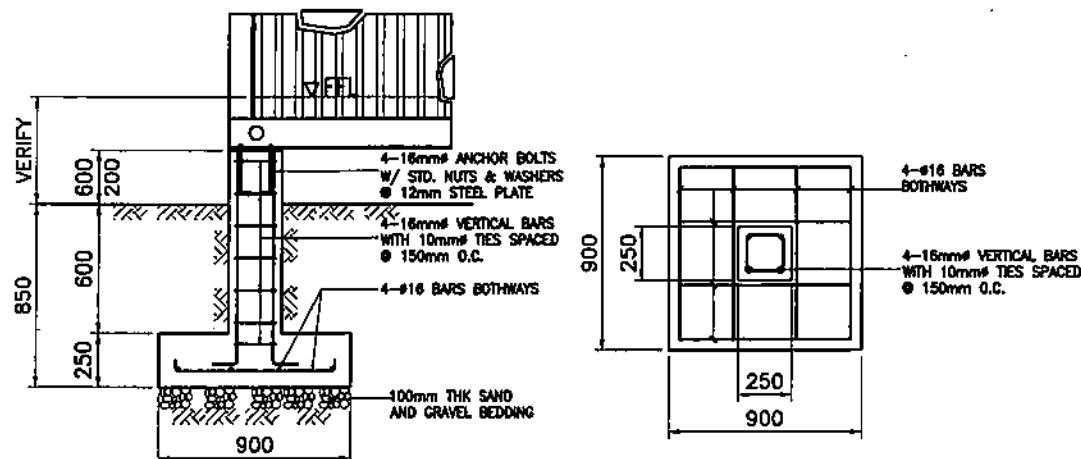 ▽ FFL
VERIFY
600
200
850
600
250
900
4-16mmø ANCHOR BOLTS
W/ STD. NUTS & WASHERS
@ 12mm STEEL PLATE
4-16mmø VERTICAL BARS
WITH 10mmø TIES SPACED
@ 150mm O.C.
4-ø16 BARS BOTHWAYS
100mm THK SAND
AND GRAVEL BEDDING
900
250
250
900
4-ø16 BARS
BOTHWAYS
4-16mmø VERTICAL BARS
WITH 10mmø TIES SPACED
@ 150mm O.C.